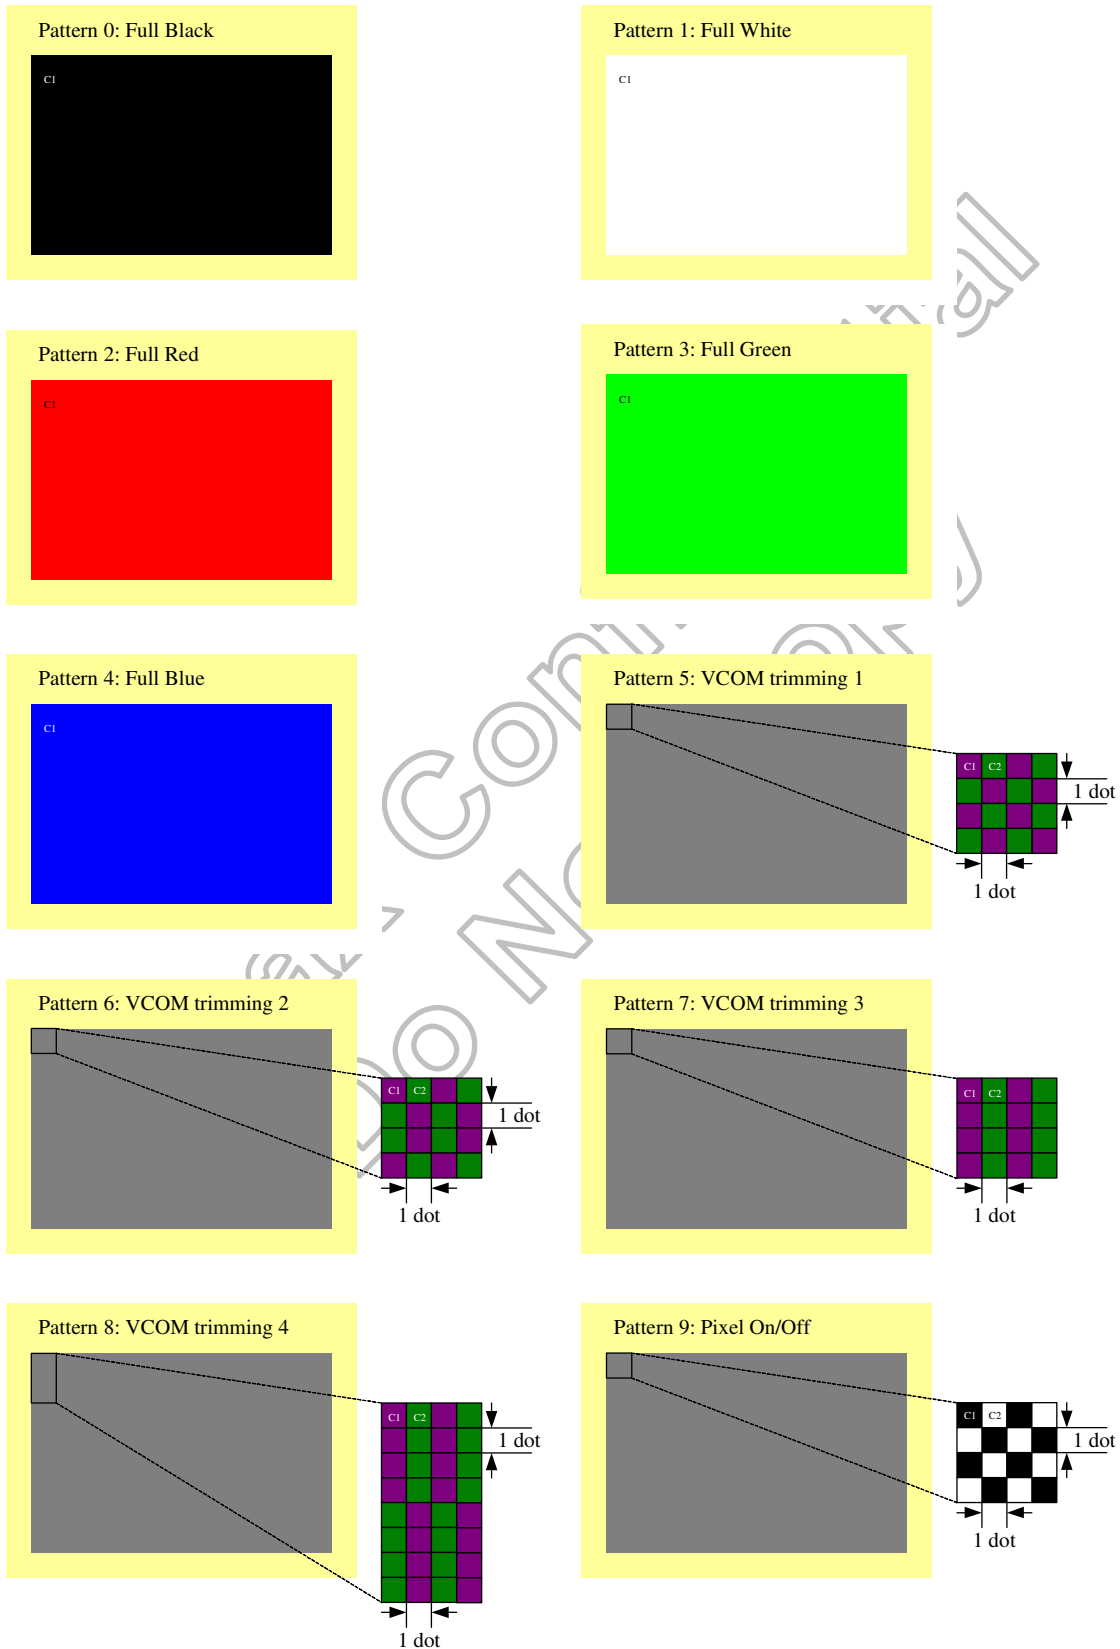 Pattern 0: Full Black
C1
Pattern 1: Full White
C1
Pattern 2: Full Red
C1
Pattern 3: Full Green
C1
Pattern 4: Full Blue
C1
Pattern 5: VCOM trimming 1
C1 C2
1 dot
1 dot
Pattern 6: VCOM trimming 2
C1 C2
1 dot
1 dot
Pattern 7: VCOM trimming 3
C1 C2
1 dot
Pattern 8: VCOM trimming 4
C1 C2
1 dot
1 dot
Pattern 9: Pixel On/Off
C1 C2
1 dot
1 dot